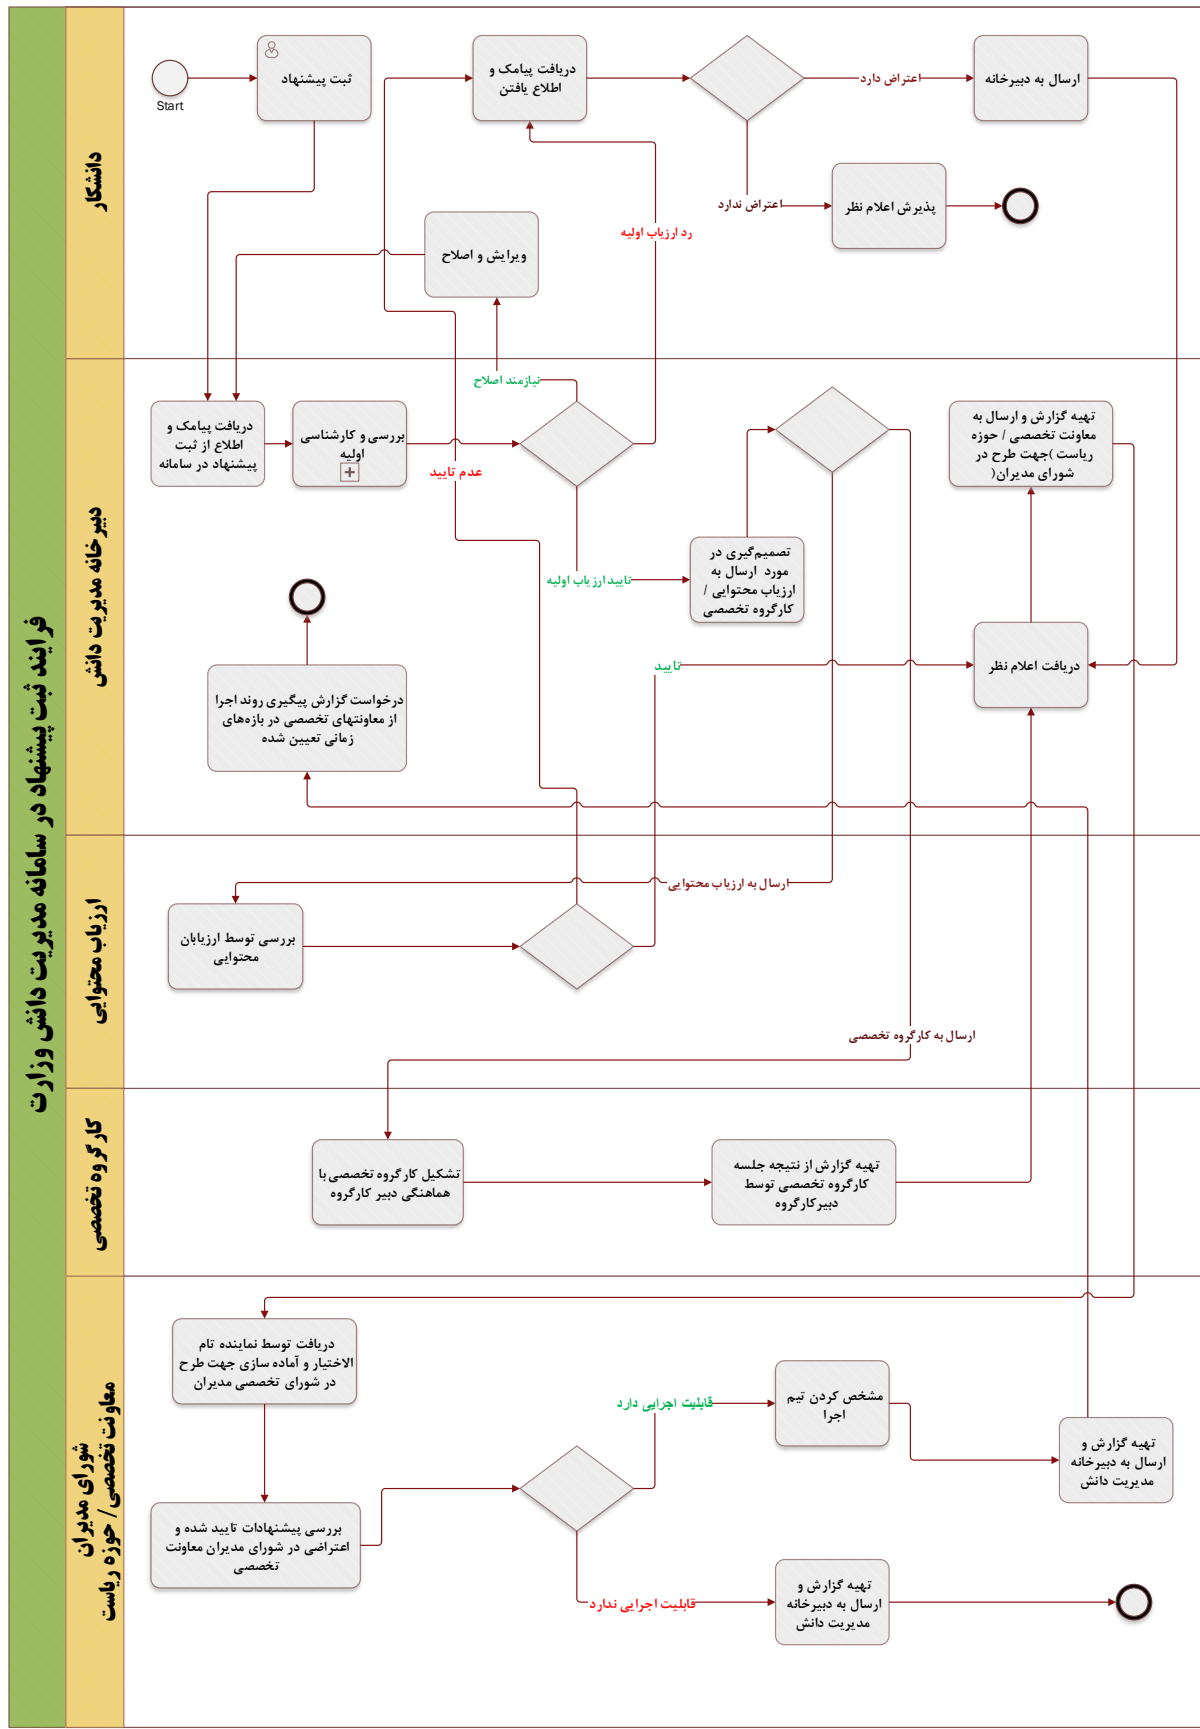 فرایند ثبت پیشنهاد در سامانه مدیریت دانش وزارت
دانشکار
Start
ثبت پیشنهاد
دریافت پیامک و
اطلاع یافتن
اعتراض دارد
ارسال به دبیرخانه
اعتراض ندارد
پذیرش اعلام نظر
رد ارزیاب اولیه
ویرایش و اصلاح
دبیرخانه مدیریت دانش
نیازمند اصلاح
دریافت پیامک و
اطلاع از ثبت
پیشنهاد در سامانه
بررسی و کارشناسی
اولیه
عدم تایید
تایید ارزیاب اولیه
تصمیم‌گیری در
مورد ارسال به
ارزیاب محتوایی /
کارگروه تخصصی
تهیه گزارش و ارسال به
معاونت تخصصی / حوزه
ریاست )جهت طرح در
شورای مدیران(
تایید
دریافت اعلام نظر
درخواست گزارش پیگیری روند اجرا
از معاونتهای تخصصی در بازه‌های
زمانی تعیین شده
ارزیاب محتوایی
ارسال به ارزیاب محتوایی
بررسی توسط ارزیابان
محتوایی
ارسال به کارگروه تخصصی
کارگروه تخصصی
تشکیل کارگروه تخصصی با
هماهنگی دبیر کارگروه
تهیه گزارش از نتیجه جلسه
کارگروه تخصصی توسط
دبیرکارگروه
شورای مدیران
معاونت تخصصی/ حوزه ریاست
دریافت توسط نماینده تام
الاختیار و آماده سازی جهت طرح
در شورای تخصصی مدیران
بررسی پیشنهادات تایید شده و
اعتراضی در شورای مدیران معاونت
تخصصی
قابلیت اجرایی دارد
مشخص کردن تیم
اجرا
تهیه گزارش و
ارسال به دبیرخانه
مدیریت دانش
قابلیت اجرایی ندارد
تهیه گزارش و
ارسال به دبیرخانه
مدیریت دانش